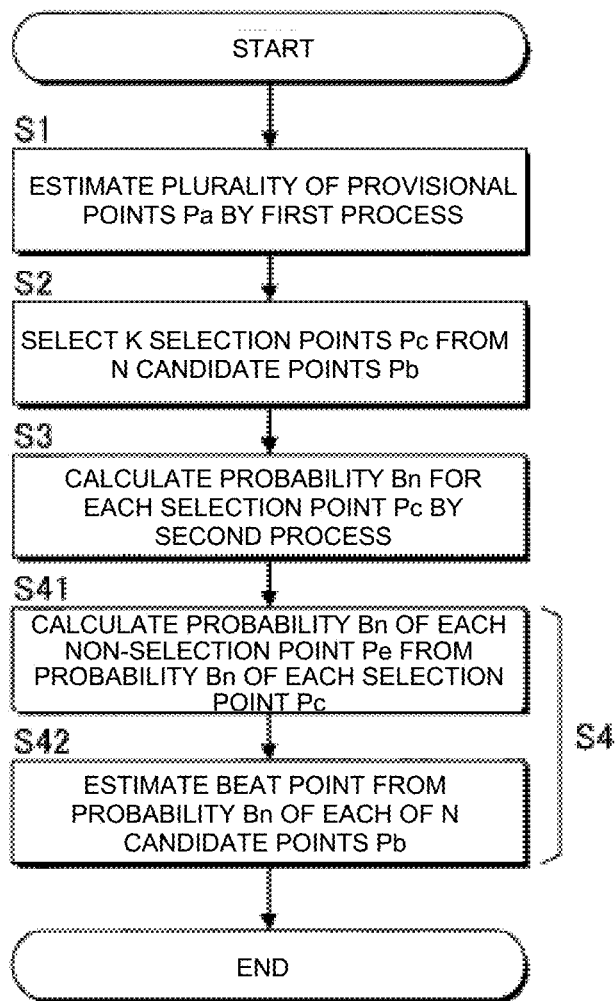 START
S1
ESTIMATE PLURALITY OF PROVISIONAL
POINTS Pa BY FIRST PROCESS
S2
SELECT K SELECTION POINTS Pc FROM
N CANDIDATE POINTS Pb
S3
CALCULATE PROBABILITY Bn FOR
EACH SELECTION POINT Pc BY
SECOND PROCESS
S41
CALCULATE PROBABILITY Bn OF EACH
NON-SELECTION POINT Pe FROM
PROBABILITY Bn OF EACH SELECTION
POINT Pc
S4
S42
ESTIMATE BEAT POINT FROM
PROBABILITY Bn OF EACH OF N
CANDIDATE POINTS Pb
END